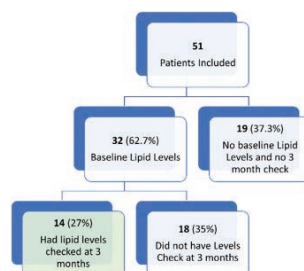 51
Patients Included
32 (62.7%)
Baseline Lipid Levels
19 (37.3%)
No baseline Lipid
Levels and no 3
month check
14 (27%)
Had lipid levels
checked at 3
months
18 (35%)
Did not have Levels
Check at 3 months